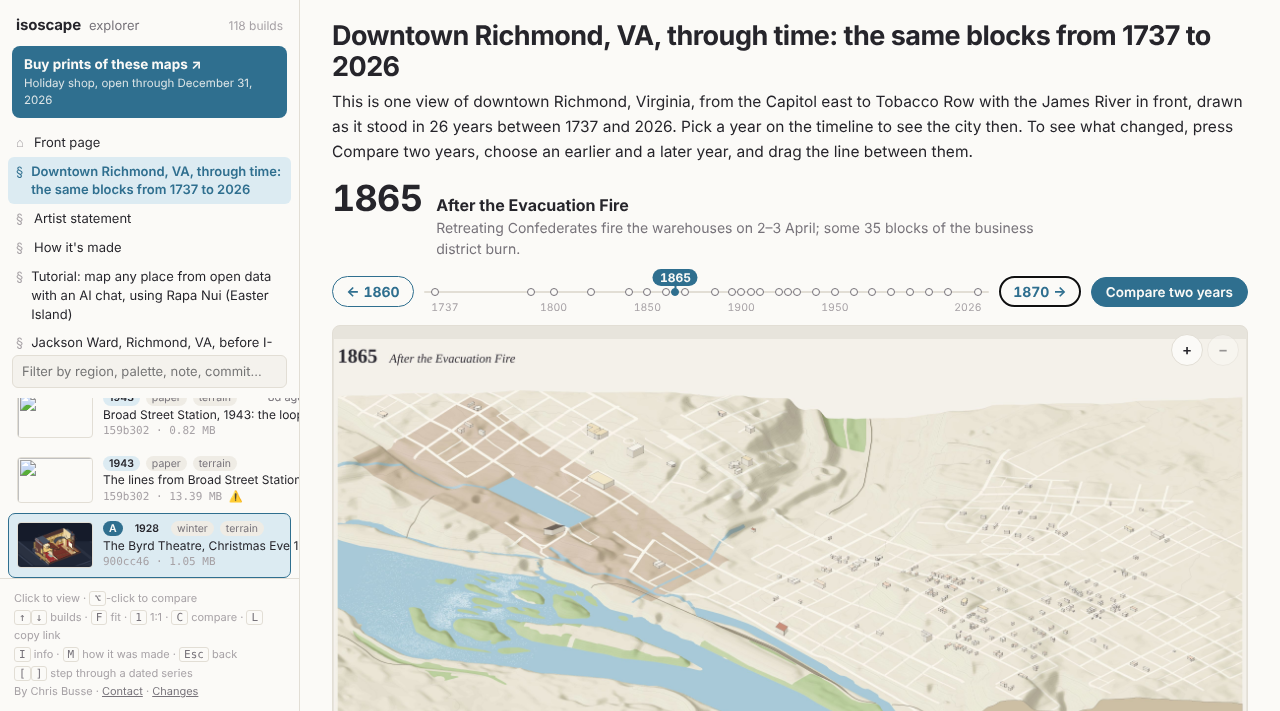 isoscape explorer 118 builds
Buy prints of these maps ↗
Holiday shop, open through December 31,
2026
Front page
§ Downtown Richmond, VA, through time:
the same blocks from 1737 to 2026
§ Artist statement
§ How it's made
§ Tutorial: map any place from open data
with an AI chat, using Rapa Nui (Easter
Island)
§ Jackson Ward, Richmond, VA, before I-
Filter by region, palette, note, commit...
1943 paper terrain 8d
Broad Street Station, 1943: the loop
159b302 · 0.82 MB
1943 paper terrain
The lines from Broad Street Station
159b302 · 13.39 MB ⚠️
A 1928 winter terrain
The Byrd Theatre, Christmas Eve 1
900cc46 · 1.05 MB
Click to view · ⌥-click to compare
↑ ↓ builds · F fit · 1 1:1 · C compare · L
copy link
I info · M how it was made · Esc back
[ ] step through a dated series
By Chris Busse · Contact · Changes
Downtown Richmond, VA, through time: the same blocks from 1737 to
2026
This is one view of downtown Richmond, Virginia, from the Capitol east to Tobacco Row with the James River in front, drawn
as it stood in 26 years between 1737 and 2026. Pick a year on the timeline to see the city then. To see what changed, press
Compare two years, choose an earlier and a later year, and drag the line between them.
1865 After the Evacuation Fire
Retreating Confederates fire the warehouses on 2–3 April; some 35 blocks of the business
district burn.
← 1860
1865
1737 1800 1850 1900 1950 2026
1870 →
Compare two years
1865 After the Evacuation Fire
+ −